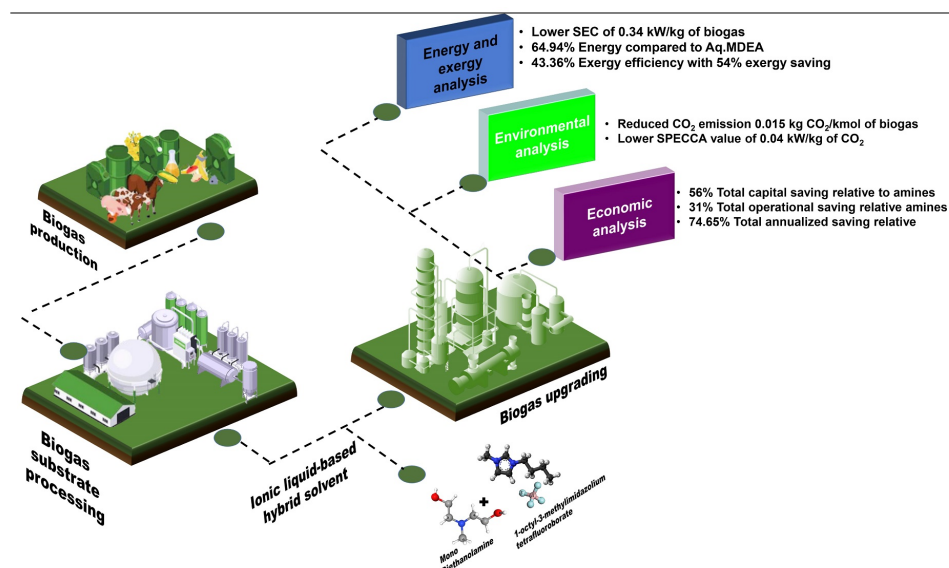 Energy and
exergy
analysis
• Lower SEC of 0.34 kW/kg of biogas
• 64.94% Energy compared to Aq.MDEA
• 43.36% Exergy efficiency with 54% exergy saving
Environmental
analysis
• Reduced CO₂ emission 0.015 kg CO₂/kmol of biogas
• Lower SPECCA value of 0.04 kW/kg of CO₂
Economic
analysis
• 56% Total capital saving relative to amines
• 31% Total operational saving relative amines
• 74.65% Total annualized saving relative
Biogas
production
Biogas upgrading
Biogas
substrate
processing
Ionic liquid-based
hybrid solvent
+
1-octyl-3-methylimidazolium
tetrafluoroborate
Mono